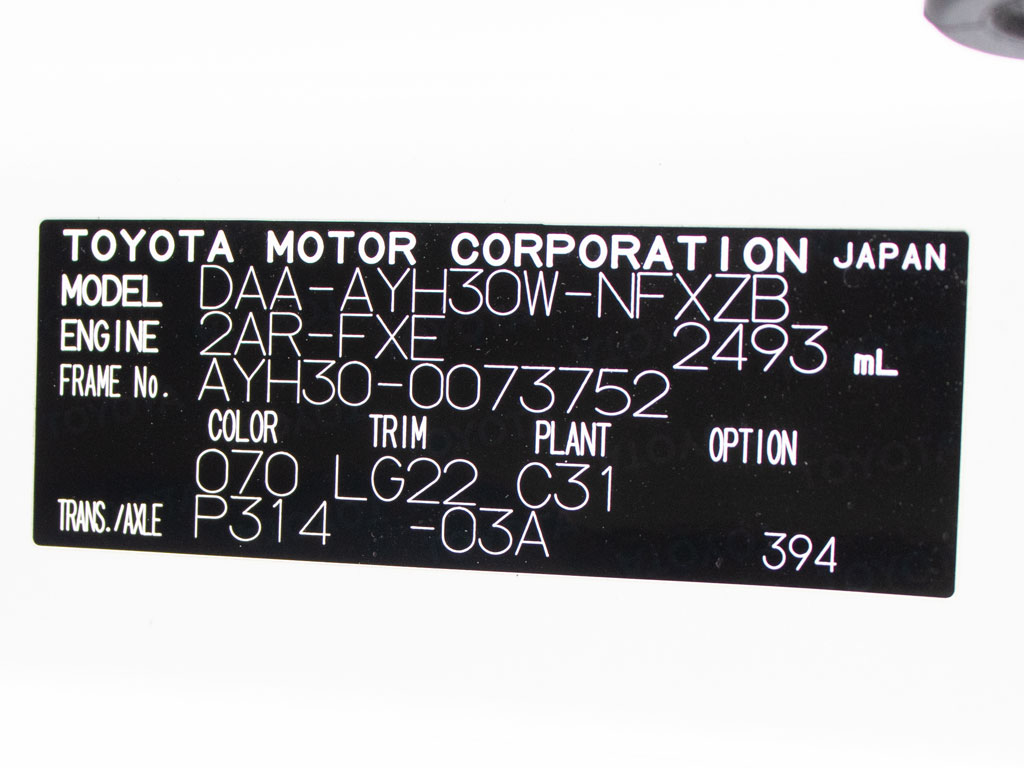 TOYOTA MOTOR CORPORATION JAPAN
MODEL DAA-AYH30W-NFXZB
ENGINE 2AR-FXE 2493 mL
FRAME No. AYH30-0073752
COLOR TRIM PLANT OPTION
070 LG22 C31
TRANS./AXLE P314 -03A 394